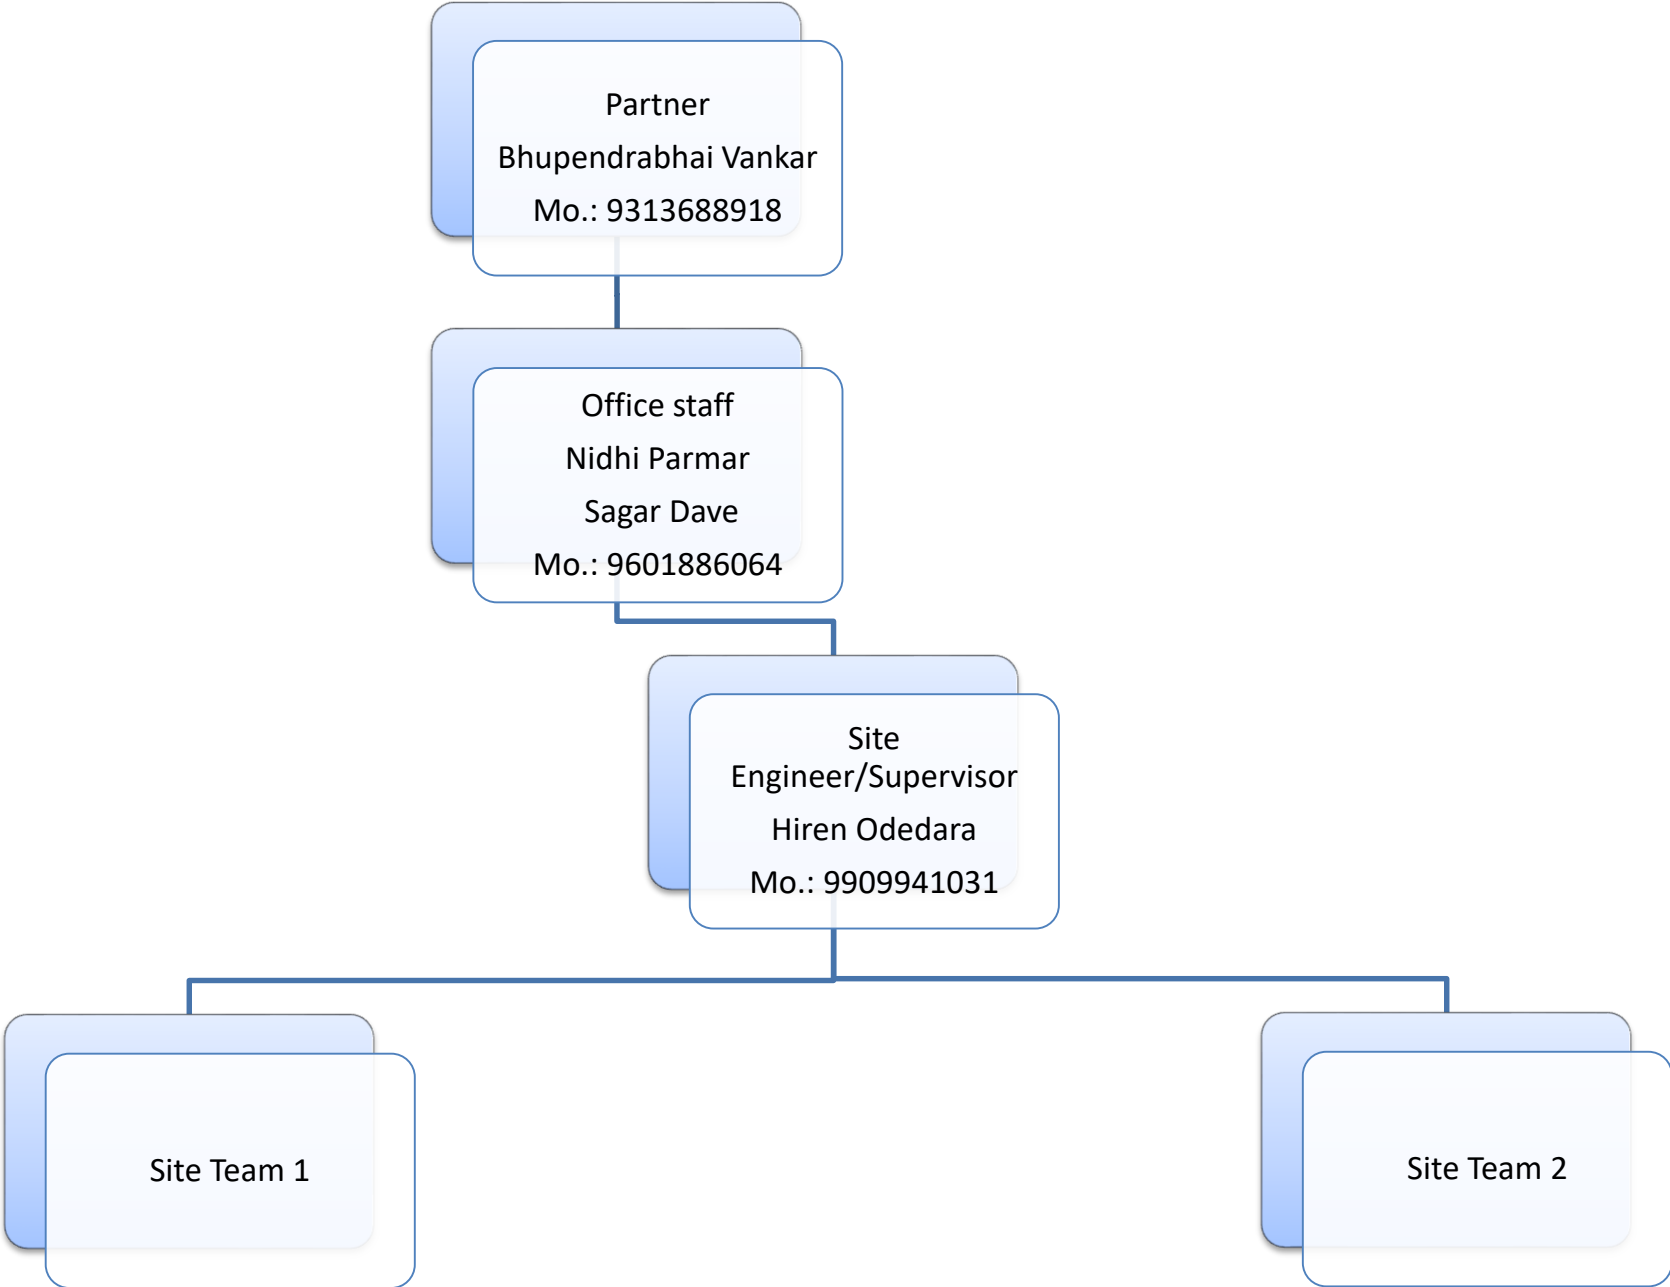 Partner
Bhupendrabhai Vankar
Mo.: 9313688918
Office staff
Nidhi Parmar
Sagar Dave
Mo.: 9601886064
Site
Engineer/Supervisor
Hiren Odedara
Mo.: 9909941031
Site Team 1
Site Team 2